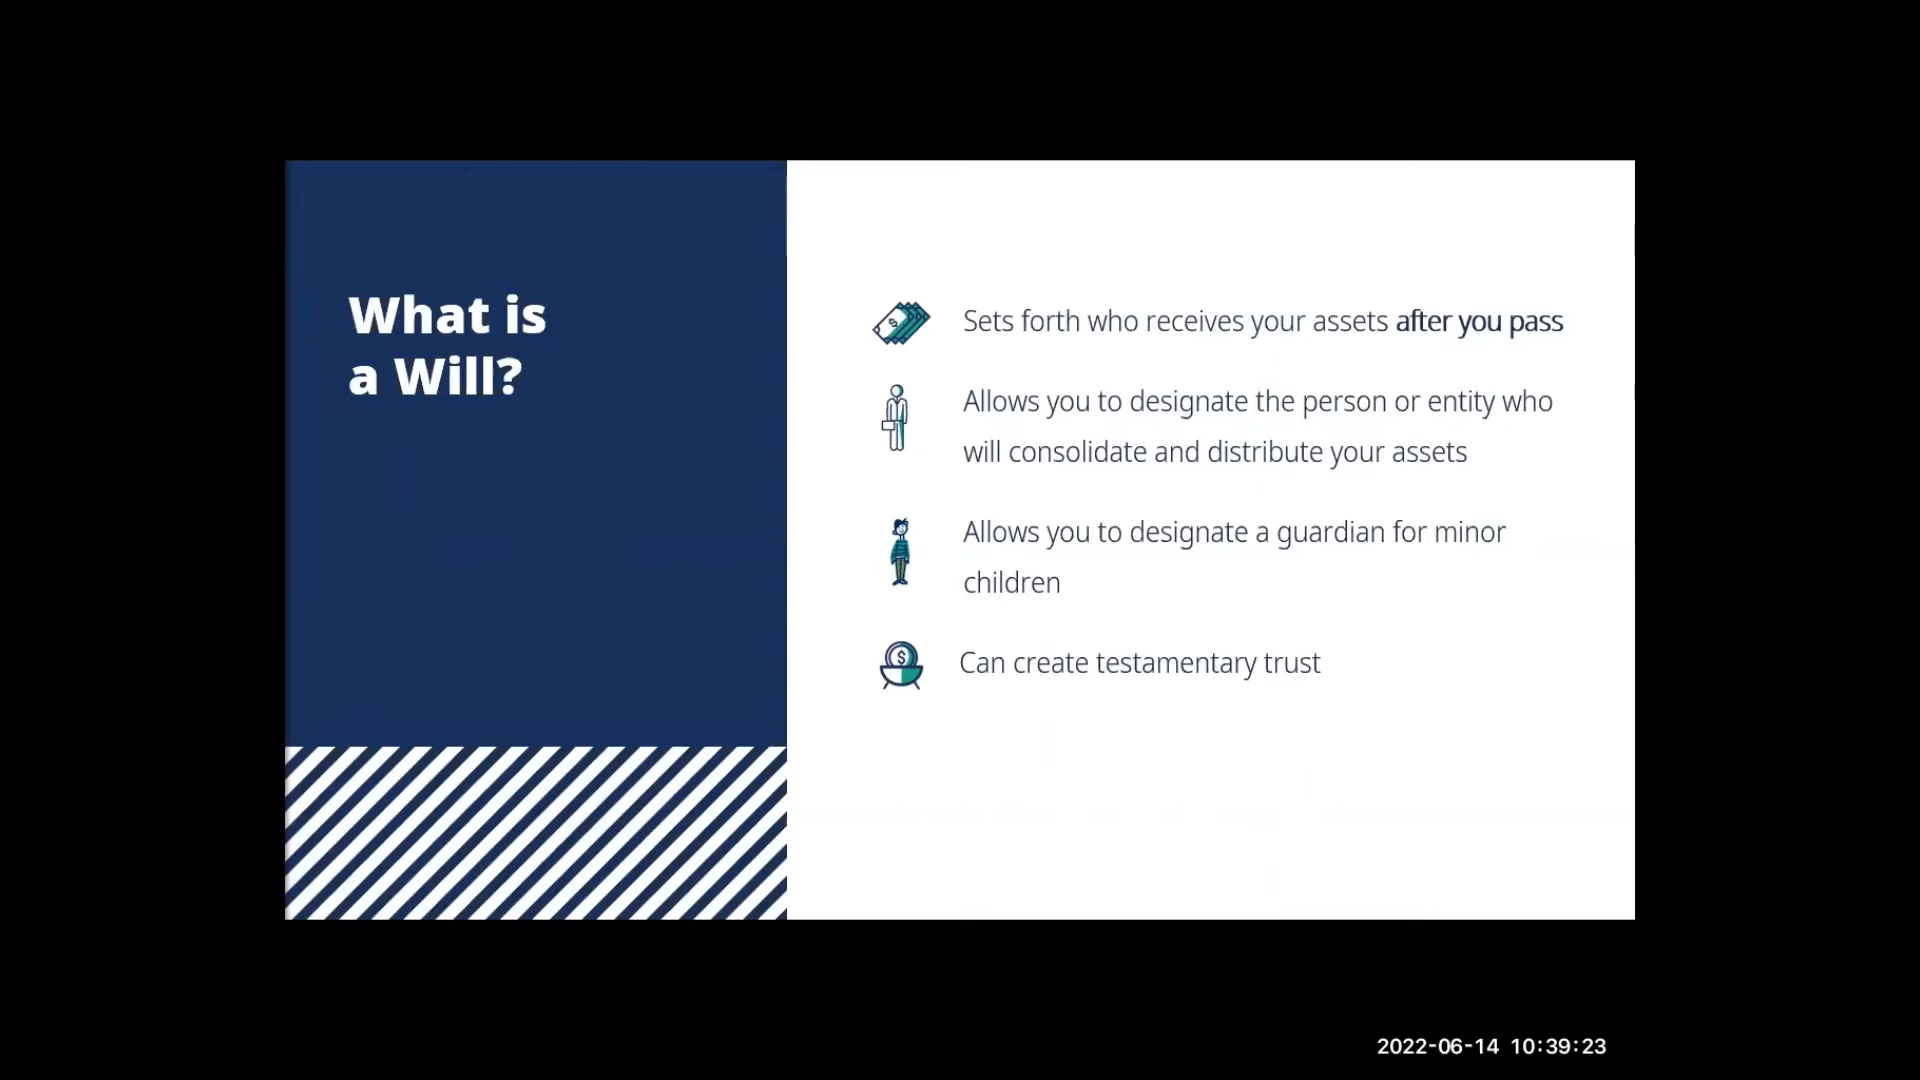 What is
a Will?
Sets forth who receives your assets after you pass
Allows you to designate the person or entity who
will consolidate and distribute your assets
Allows you to designate a guardian for minor
children
Can create testamentary trust
2022-06-14 10:39:23